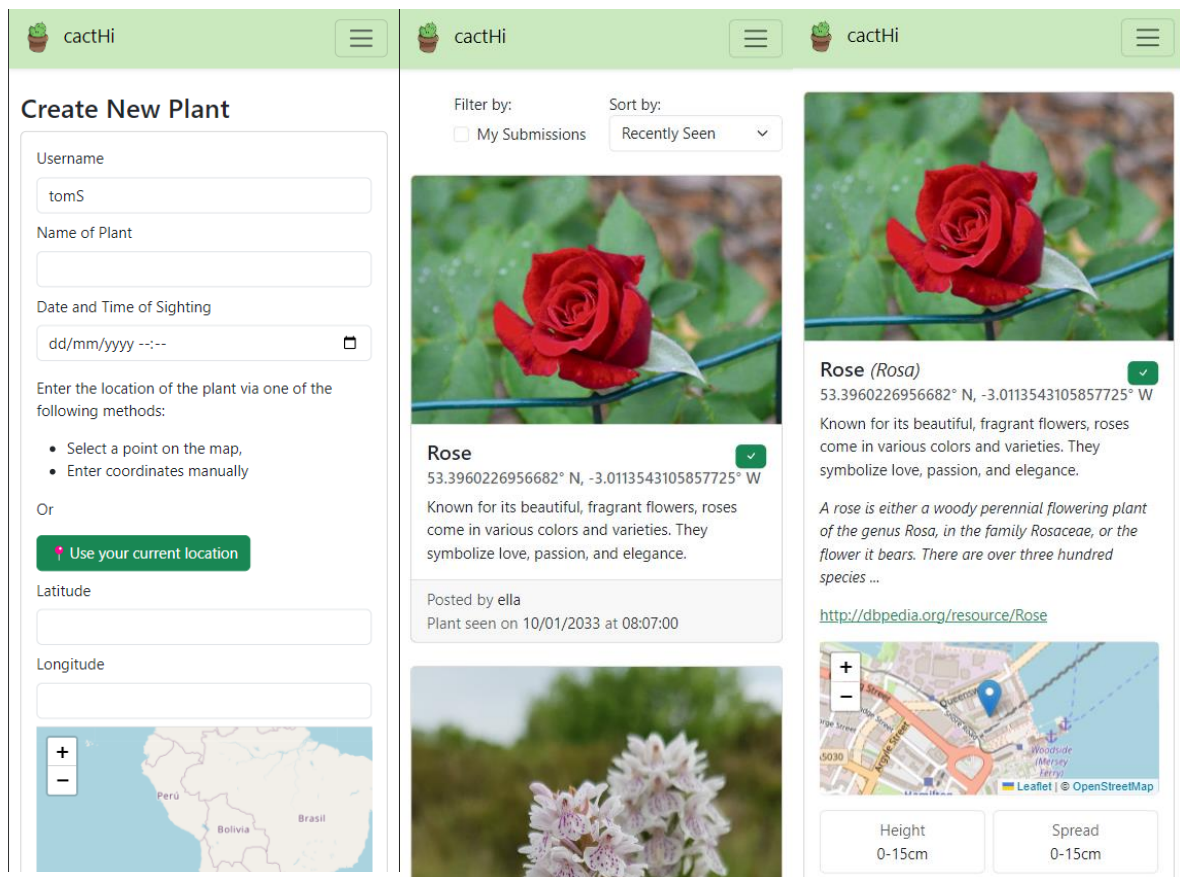 cactHi
Create New Plant
Username
tomS
Name of Plant
Date and Time of Sighting
dd/mm/yyyy --:--
Enter the location of the plant via one of the
following methods:
Select a point on the map,
Enter coordinates manually
Or
Use your current location
Latitude
Longitude
+
−
Perú
Brasil
Bolivia
cactHi
Filter by:
My Submissions
Sort by:
Recently Seen
Rose
53.3960226956682° N, -3.0113543105857725° W
Known for its beautiful, fragrant flowers, roses
come in various colors and varieties. They
symbolize love, passion, and elegance.
Posted by ella
Plant seen on 10/01/2033 at 08:07:00
cactHi
Rose (Rosa)
53.3960226956682° N, -3.0113543105857725° W
Known for its beautiful, fragrant flowers, roses
come in various colors and varieties. They
symbolize love, passion, and elegance.
A rose is either a woody perennial flowering plant
of the genus Rosa, in the family Rosaceae, or the
flower it bears. There are over three hundred
species ...
http://dbpedia.org/resource/Rose
+
−
Argyle Street
Woodside
(Mersey
Ferry)
Hamilton
Leaflet | © OpenStreetMap
Height
0-15cm
Spread
0-15cm